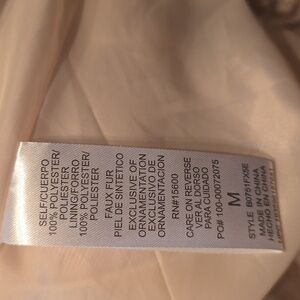 SELF/CUERPO
100% POLYESTER/
POLIESTER
LINING/FORRO
100% POLYESTER/
POLIESTER
FAUX FUR
PIEL DE SINTETICO
EXCLUSIVE OF
ORNAMENTATION
EXCLUSIVO DE
ORNAMENTACION
RN#15600
CARE ON REVERSE
VER AL DORSO
PARA CUIDADO
PO# 100-00072075
M
STYLE B0751FX5E
MADE IN CHINA
HECHO EN CHINA